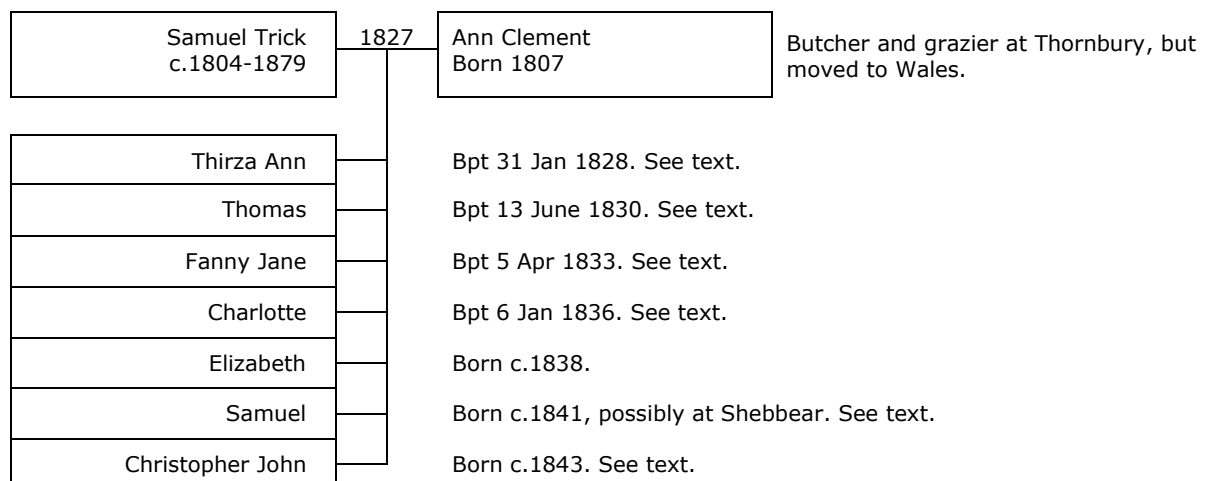 Samuel Trick
c.1804-1879
1827
Ann Clement
Born 1807
Butcher and grazier at Thornbury, but
moved to Wales.
Thirza Ann
Bpt 31 Jan 1828. See text.
Thomas
Bpt 13 June 1830. See text.
Fanny Jane
Bpt 5 Apr 1833. See text.
Charlotte
Bpt 6 Jan 1836. See text.
Elizabeth
Born c.1838.
Samuel
Born c.1841, possibly at Shebbear. See text.
Christopher John
Born c.1843. See text.